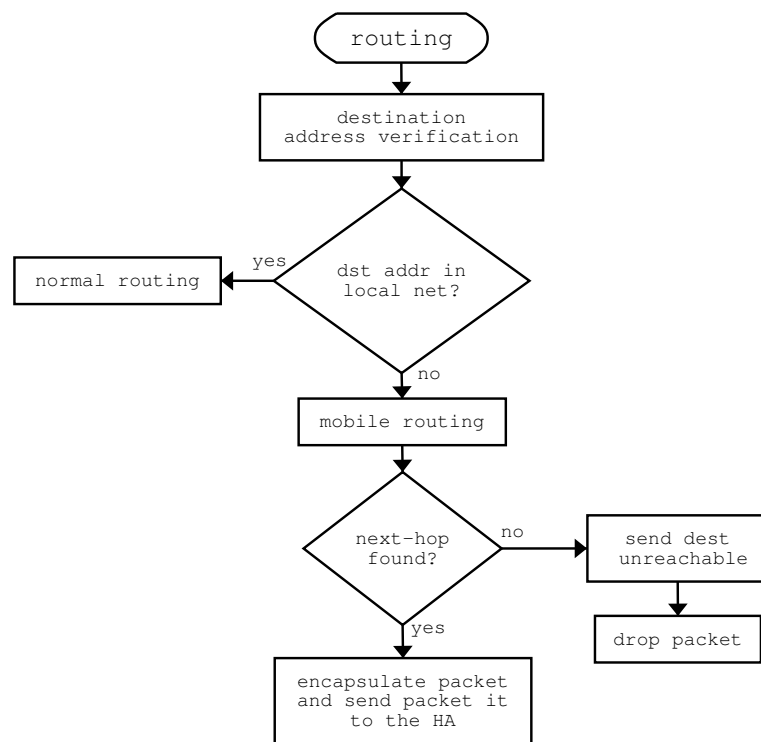 routing
destination
address verification
yes
normal routing
dst addr in
local net?
no
mobile routing
next-hop
found?
no
send dest
unreachable
yes
drop packet
encapsulate packet
and send packet it
to the HA